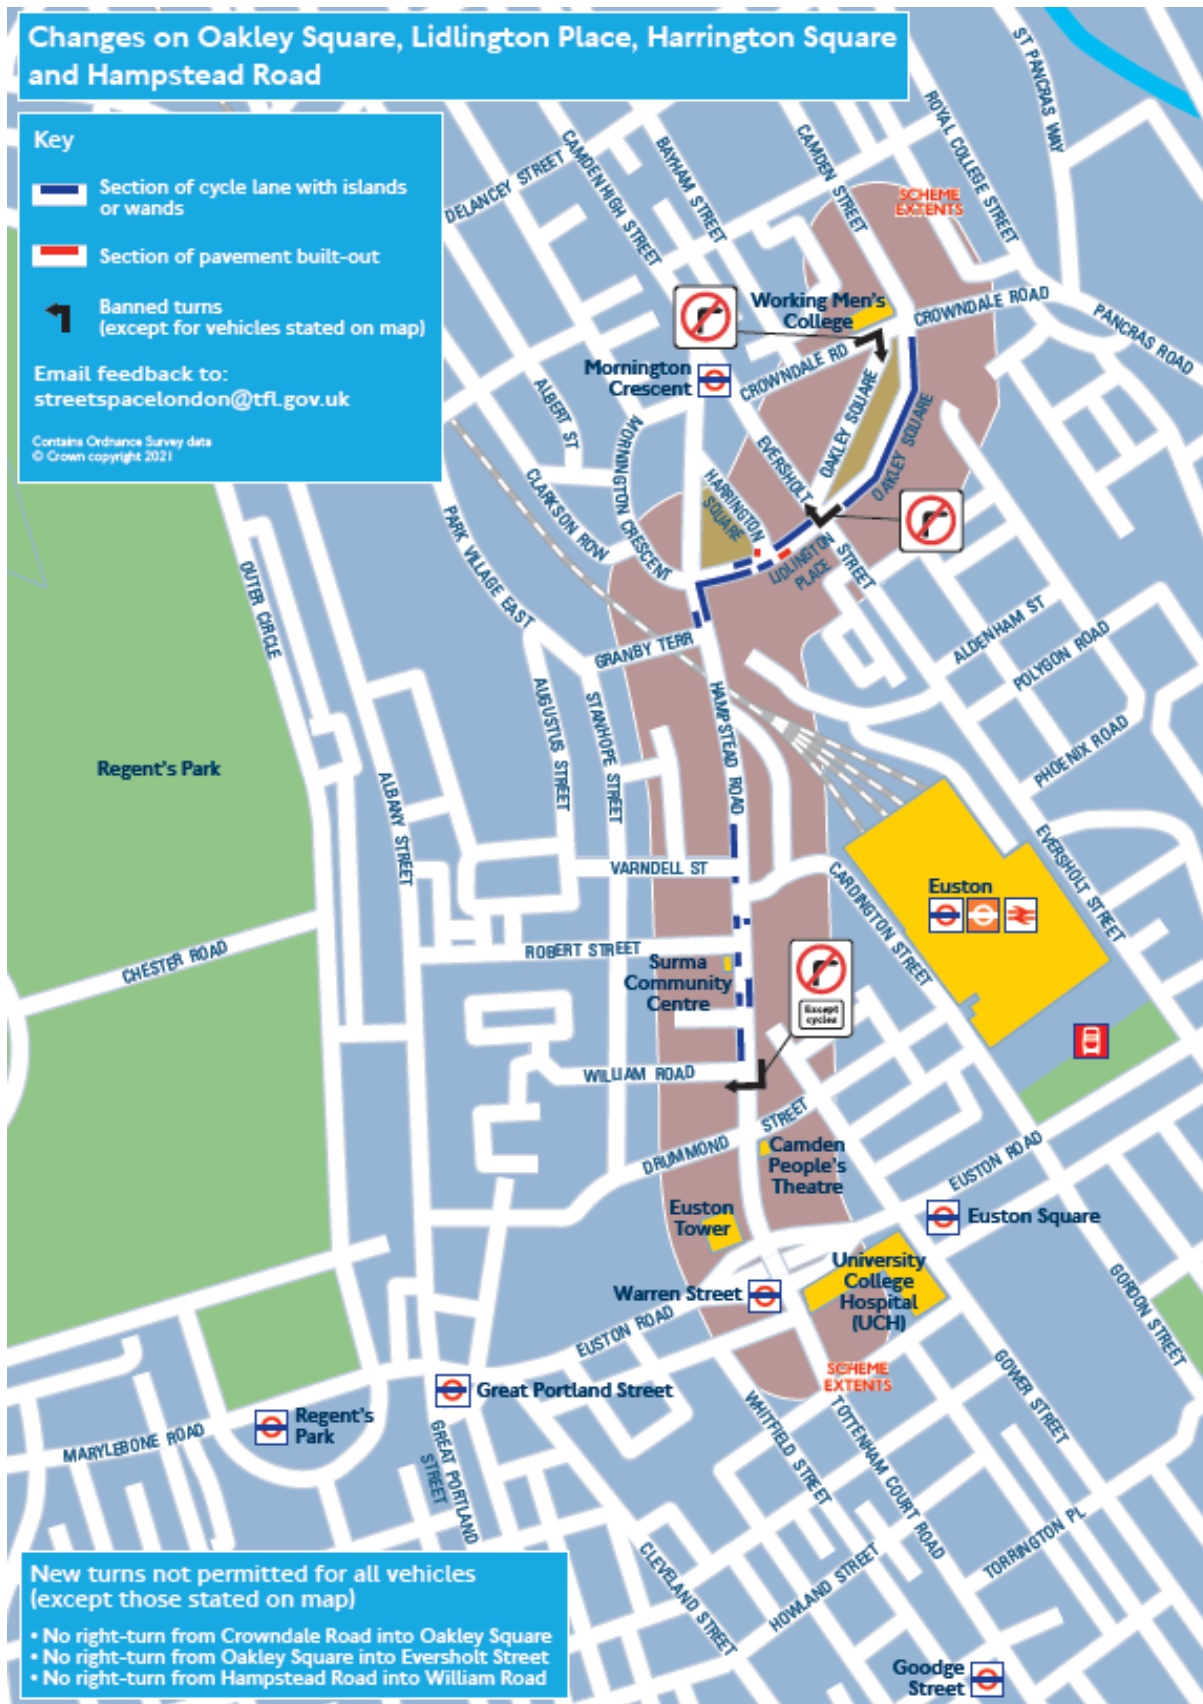 Changes on Oakley Square, Lidlington Place, Harrington Square
and Hampstead Road
Key
Section of cycle lane with islands
or wands
Section of pavement built-out
Banned turns
(except for vehicles stated on map)
Email feedback to:
streetspacelondon@tfl.gov.uk
Contains Ordnance Survey data
© Crown copyright 2021
DELANCEY STREET
CAMDEN HIGH STREET
BAYHAM STREET
CAMDEN STREET
ROYAL COLLEGE STREET
ST PANCRAS WAY
SCHEME
EXTENTS
Working Men's
College
CROWNDALE ROAD
PANCRAS ROAD
CROWNDALE RD
Mornington
Crescent
ALBERT ST
MORNINGTON CRESCENT
CLARKSON ROW
HARRINGTON
SQUARE
EVERSHOLT
STREET
OAKLEY SQUARE
OAKLEY SQUARE
LIDLINGTON
PLACE
PARK VILLAGE EAST
OUTER CIRCLE
GRANBY TERR
ALDENHAM ST
POLYGON ROAD
PHOENIX ROAD
AUGUSTUS STREET
STANHOPE STREET
HAMPSTEAD ROAD
Regent's Park
ALBANY STREET
VARNDELL ST
CARDINGTON STREET
EVERSHOLT STREET
Euston
CHESTER ROAD
ROBERT STREET
Surma
Community
Centre
Except
cycles
WILLIAM ROAD
DRUMMOND
STREET
Camden
People's
Theatre
EUSTON ROAD
Euston
Tower
Euston Square
University
College
Hospital
(UCH)
Warren Street
EUSTON ROAD
GORDON STREET
GOWER STREET
SCHEME
EXTENTS
Great Portland Street
Regent's
Park
MARYLEBONE ROAD
GREAT PORTLAND
STREET
WHITFIELD STREET
TOTTENHAM COURT ROAD
TORRINGTON PL
CLEVELAND STREET
HOWLAND STREET
Goodge
Street
New turns not permitted for all vehicles
(except those stated on map)
• No right-turn from Crowndale Road into Oakley Square
• No right-turn from Oakley Square into Eversholt Street
• No right-turn from Hampstead Road into William Road